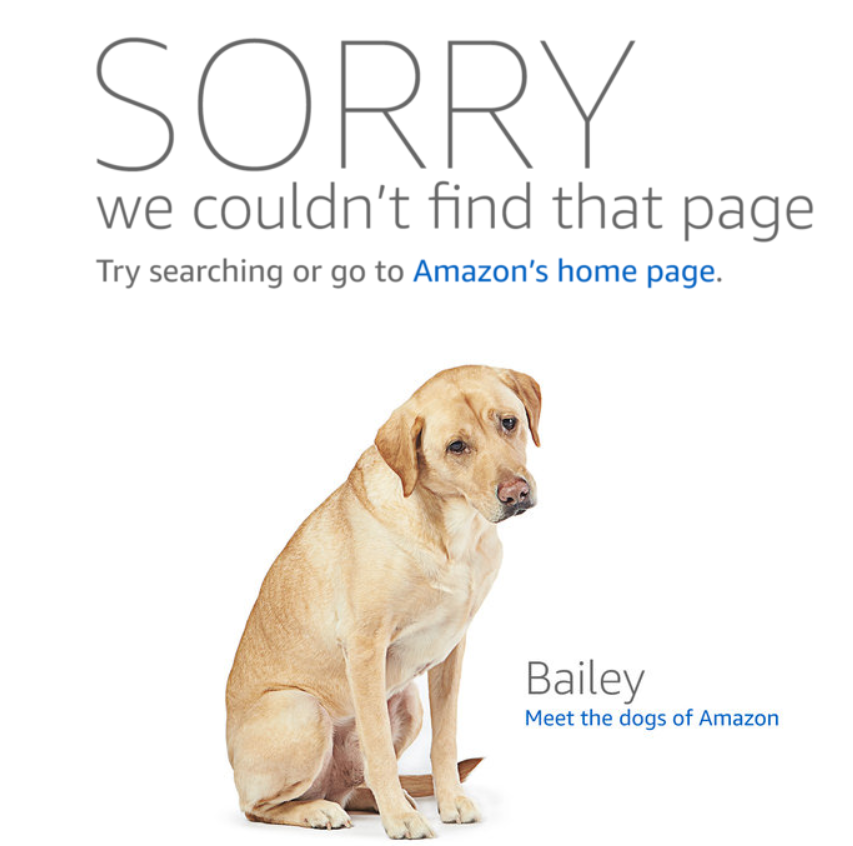 SORRY
we couldn't find that page
Try searching or go to Amazon's home page.
Bailey
Meet the dogs of Amazon